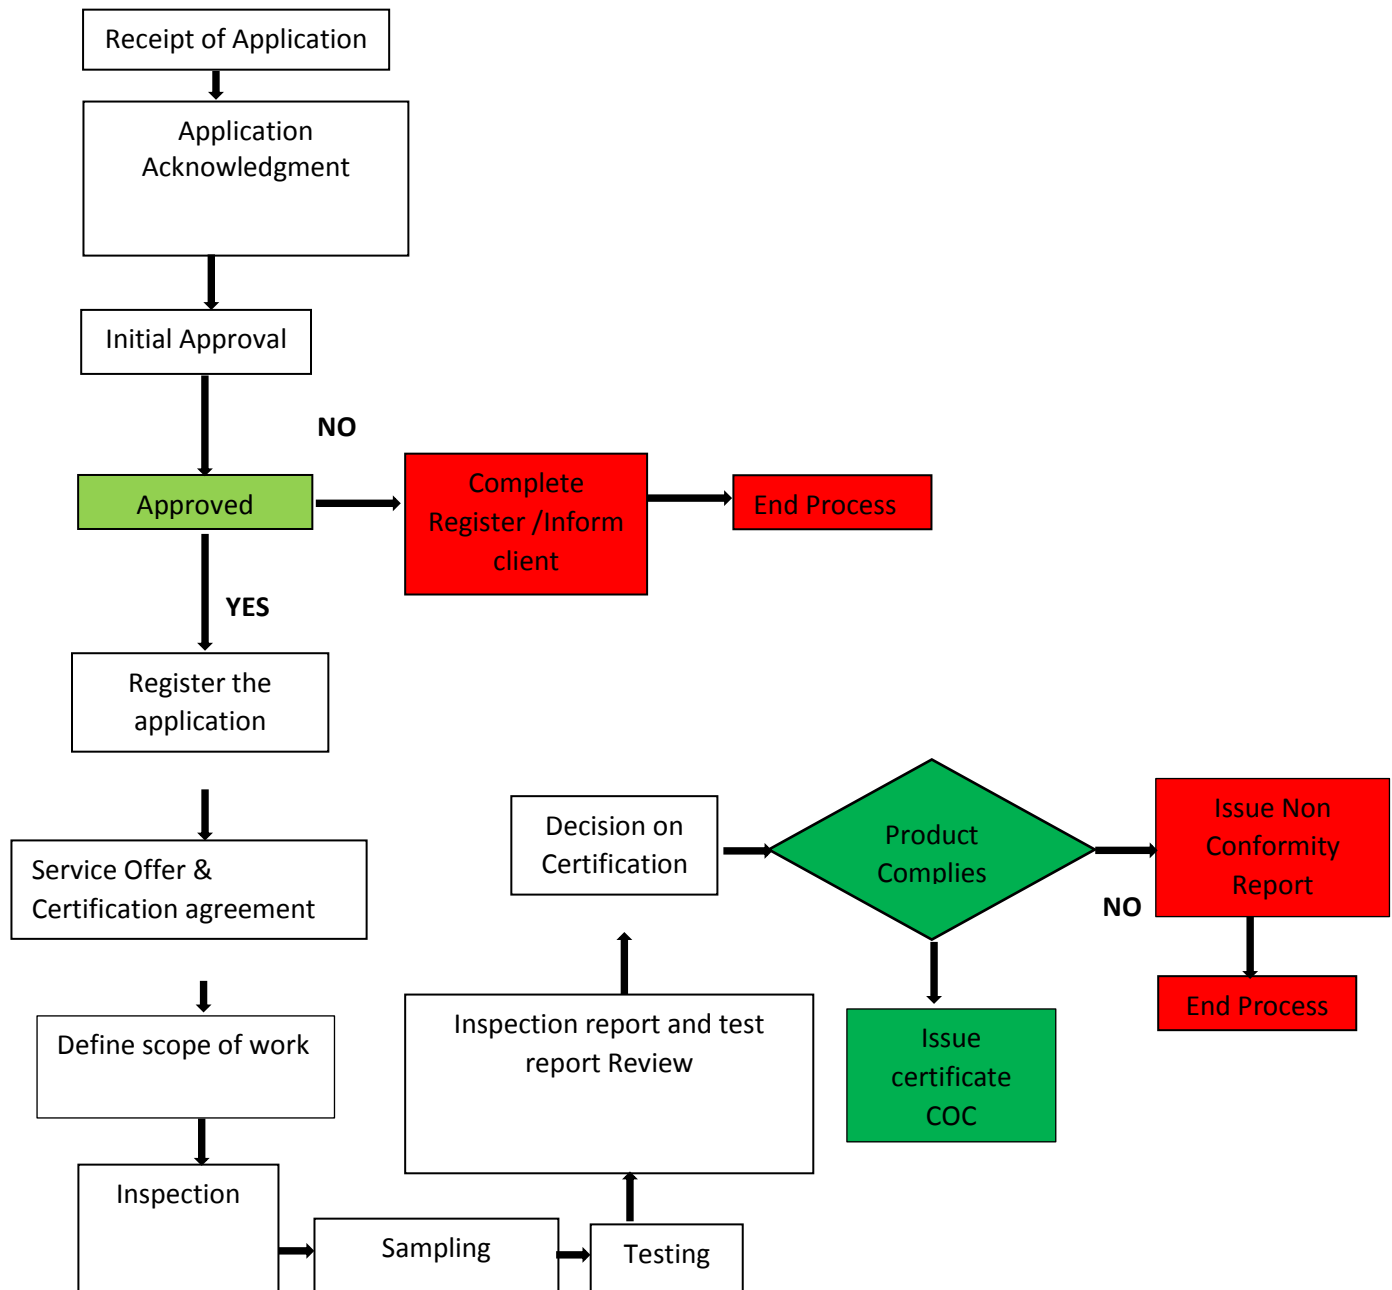 Receipt of Application
Application
Acknowledgment
Initial Approval
NO
Approved
Complete
Register /Inform
client
End Process
YES
Register the
application
Service Offer &
Certification agreement
Define scope of work
Inspection
Sampling
Testing
Inspection report and test
report Review
Decision on
Certification
Product
Complies
NO
Issue Non
Conformity
Report
End Process
Issue
certificate
COC